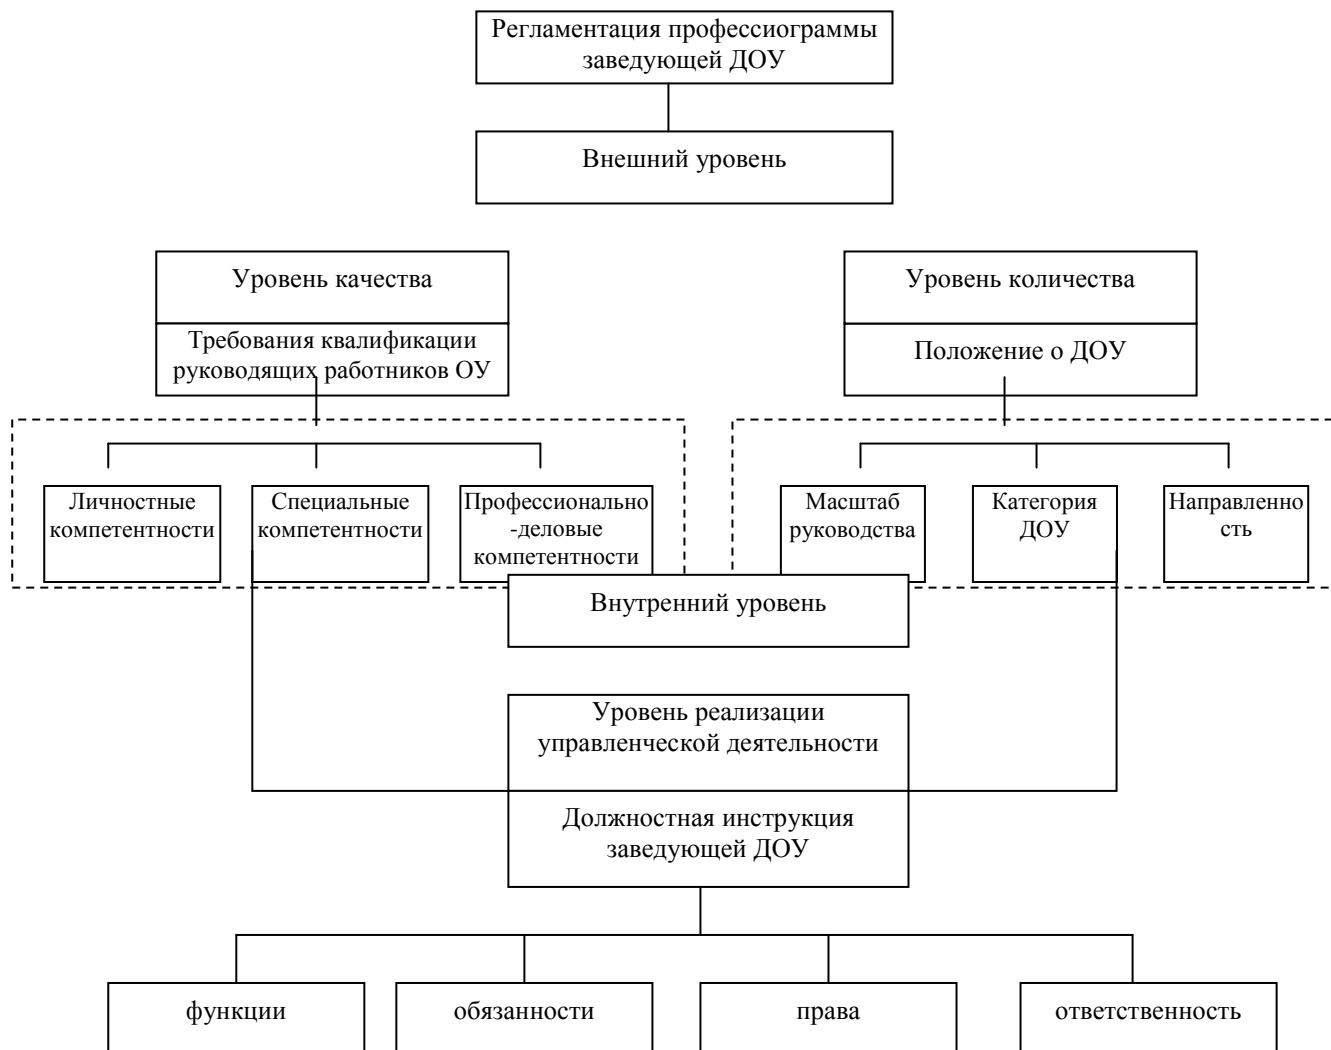 Регламентация профессиограммы
заведующей ДОУ
Внешний уровень
Уровень качества
Требования квалификации
руководящих работников ОУ
Уровень количества
Положение о ДОУ
Личностные
компетентности
Специальные
компетентности
Профессионально
-деловые
компетентности
Масштаб
руководства
Категория
ДОУ
Направленно
сть
Внутренний уровень
Уровень реализации
управленческой деятельности
Должностная инструкция
заведующей ДОУ
функции
обязанности
права
ответственность